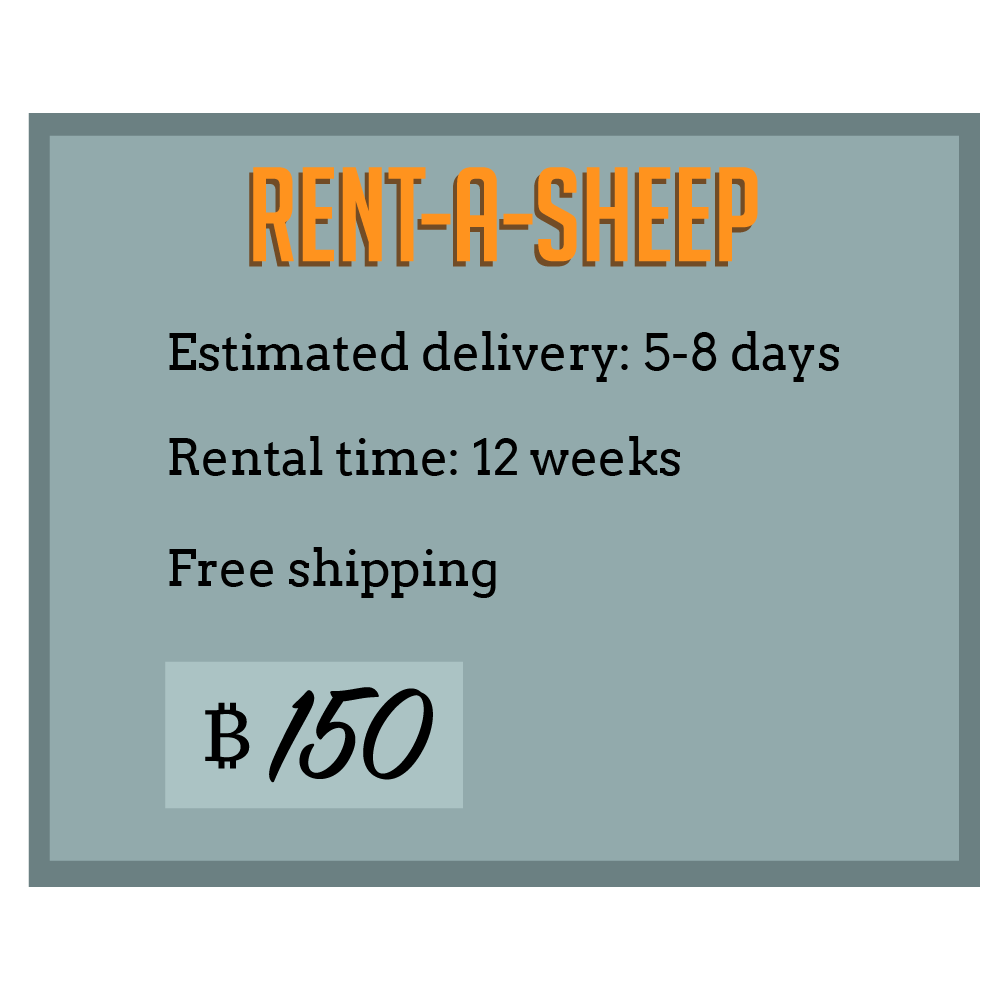 RENT-A-SHEEP
Estimated delivery: 5-8 days
Rental time: 12 weeks
Free shipping
₿ 150